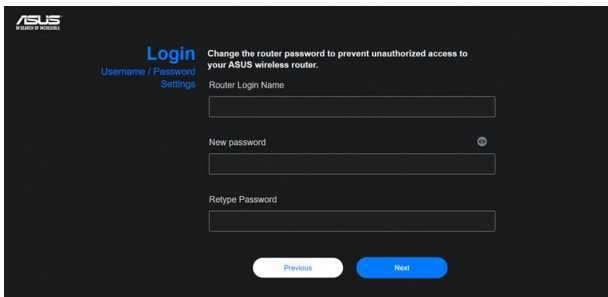 ASUS
IN SEARCH OF INCREDIBLE
Login
Username / Password
Settings
Change the router password to prevent unauthorized access to
your ASUS wireless router.
Router Login Name
New password
Retype Password
Previous
Next